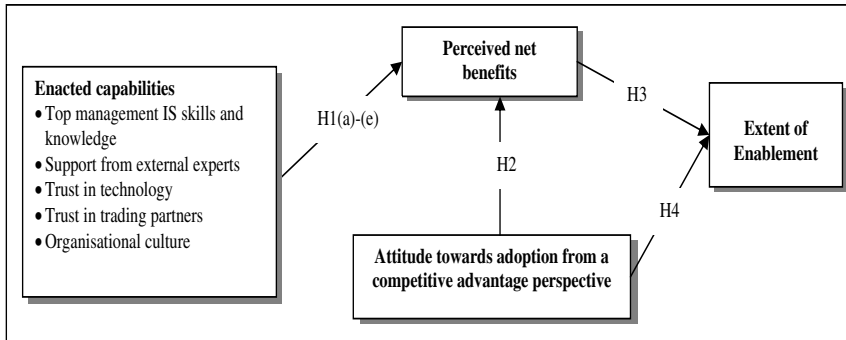 Enacted capabilities
• Top management IS skills and
knowledge
• Support from external experts
• Trust in technology
• Trust in trading partners
• Organisational culture
H1(a)-(e)
Perceived net
benefits
H2
H3
Attitude towards adoption from a
competitive advantage perspective
H4
Extent of
Enablement